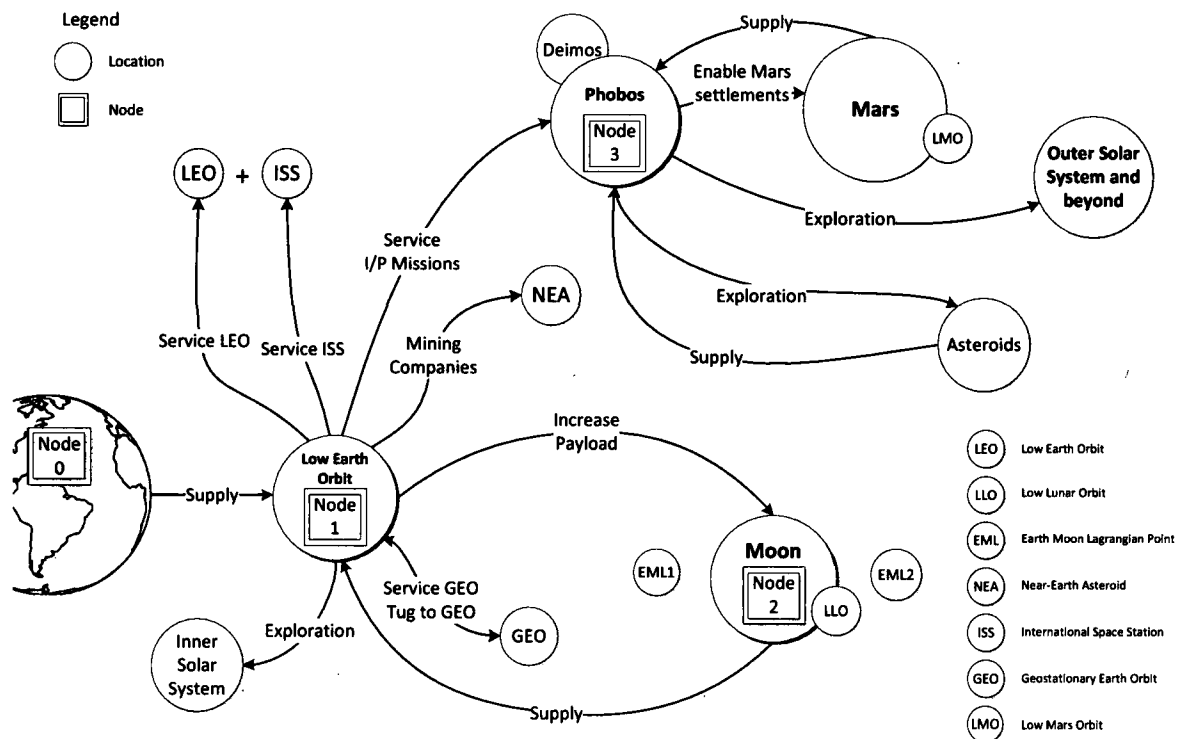 Legend
Location
Node
Deimos
Supply
Phobos
Enable Mars
settlements
Mars
Node
3
LMO
Outer Solar
System and
beyond
LEO + ISS
Exploration
Service
I/P Missions
NEA
Exploration
Service LEO
Service ISS
Mining
Companies
Supply
Asteroids
Node
0
Supply
Low Earth
Orbit
Node
1
Increase
Payload
Moon
Node
2
LLO
EML1
EML2
Service GEO
Tug to GEO
GEO
Exploration
Inner
Solar
System
Supply
LEO Low Earth Orbit
LLO Low Lunar Orbit
EML Earth Moon Lagrangian Point
NEA Near-Earth Asteroid
ISS International Space Station
GEO Geostationary Earth Orbit
LMO Low Mars Orbit